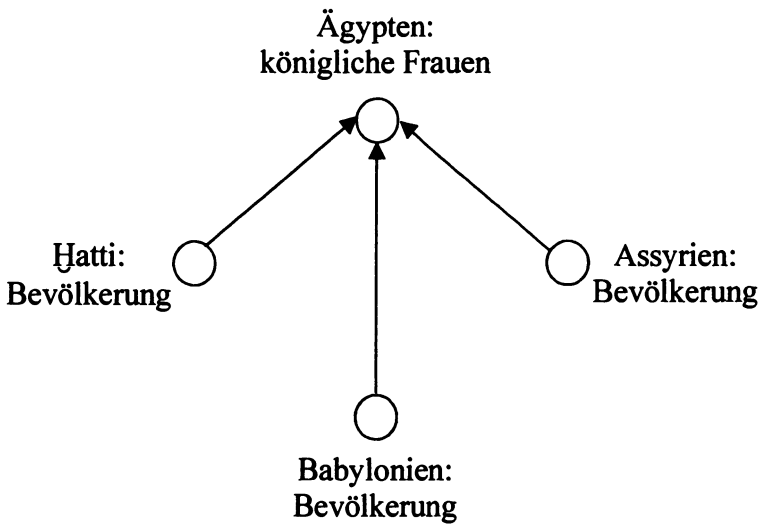 Ägypten:
königliche Frauen
Ḫatti:
Bevölkerung
Assyrien:
Bevölkerung
Babylonien:
Bevölkerung